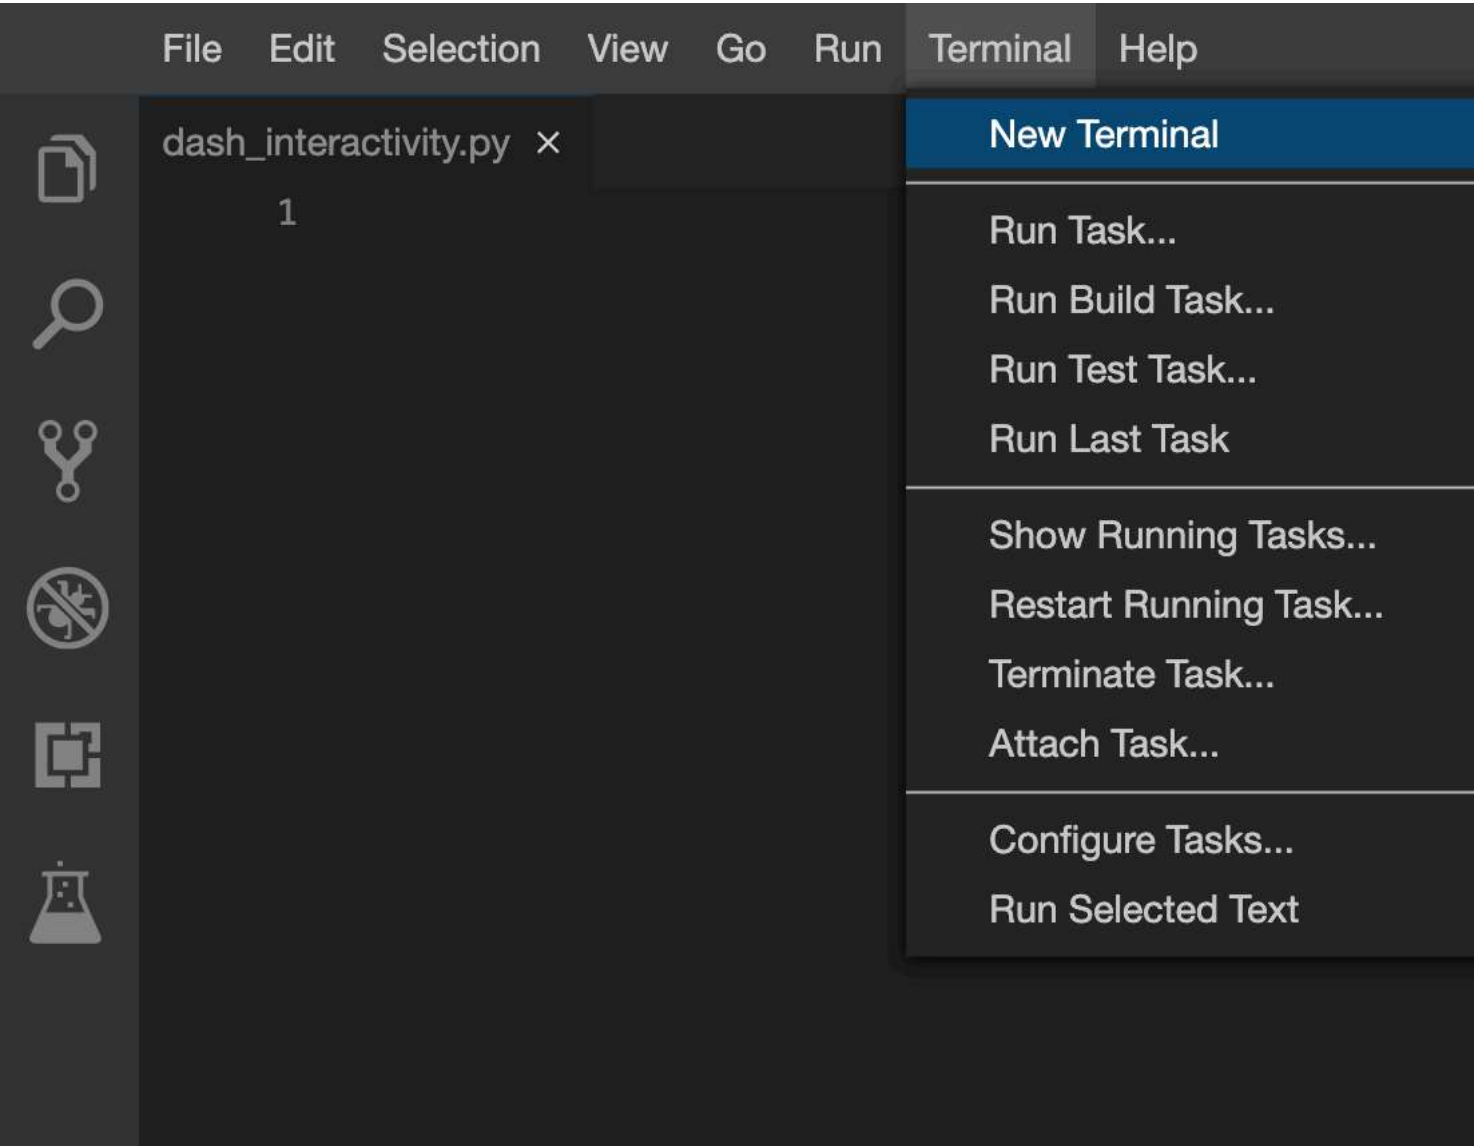 File Edit Selection View Go Run Terminal Help
dash_interactivity.py ×
1
New Terminal
Run Task...
Run Build Task...
Run Test Task...
Run Last Task
Show Running Tasks...
Restart Running Task...
Terminate Task...
Attach Task...
Configure Tasks...
Run Selected Text